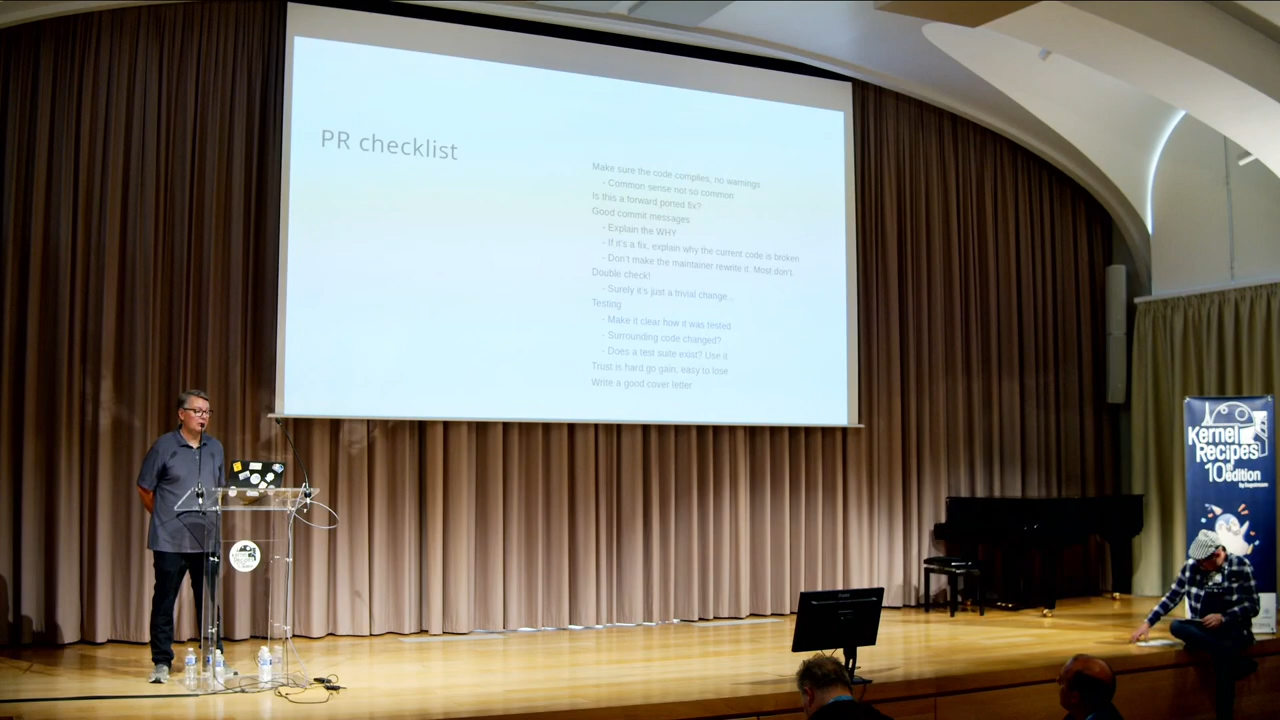 PR checklist
Make sure the code compiles, no warnings
- Common sense not so common
Is this a forward ported fix?
Good commit messages
- Explain the WHY
- If it's a fix, explain why the current code is broken
- Don't make the maintainer rewrite it. Most don't.
Double check!
- Surely it's just a trivial change...
Testing
- Make it clear how it was tested
- Surrounding code changed?
- Does a test suite exist? Use it
Trust is hard go gain, easy to lose
Write a good cover letter
Kernel
Recipes
10th
edition
Kernel
Recipes